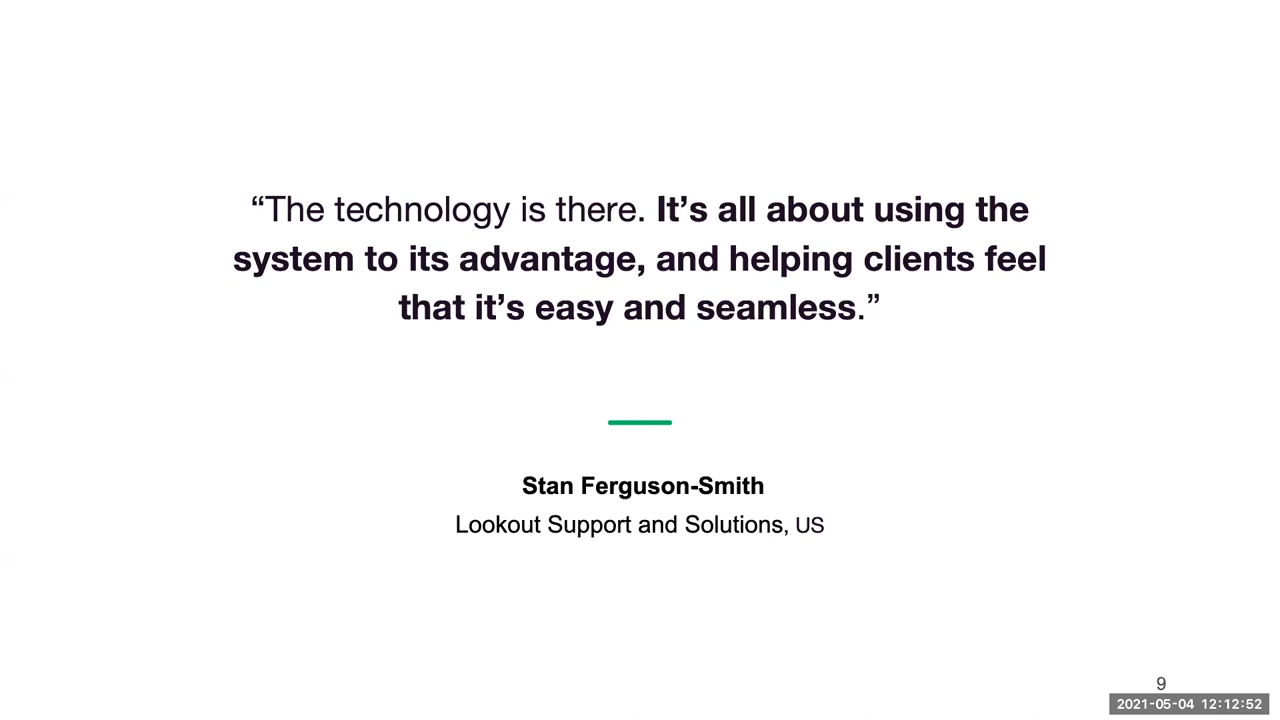 “The technology is there. It’s all about using the
system to its advantage, and helping clients feel
that it’s easy and seamless.”
Stan Ferguson-Smith
Lookout Support and Solutions, US
9
2021-05-04 12:12:52